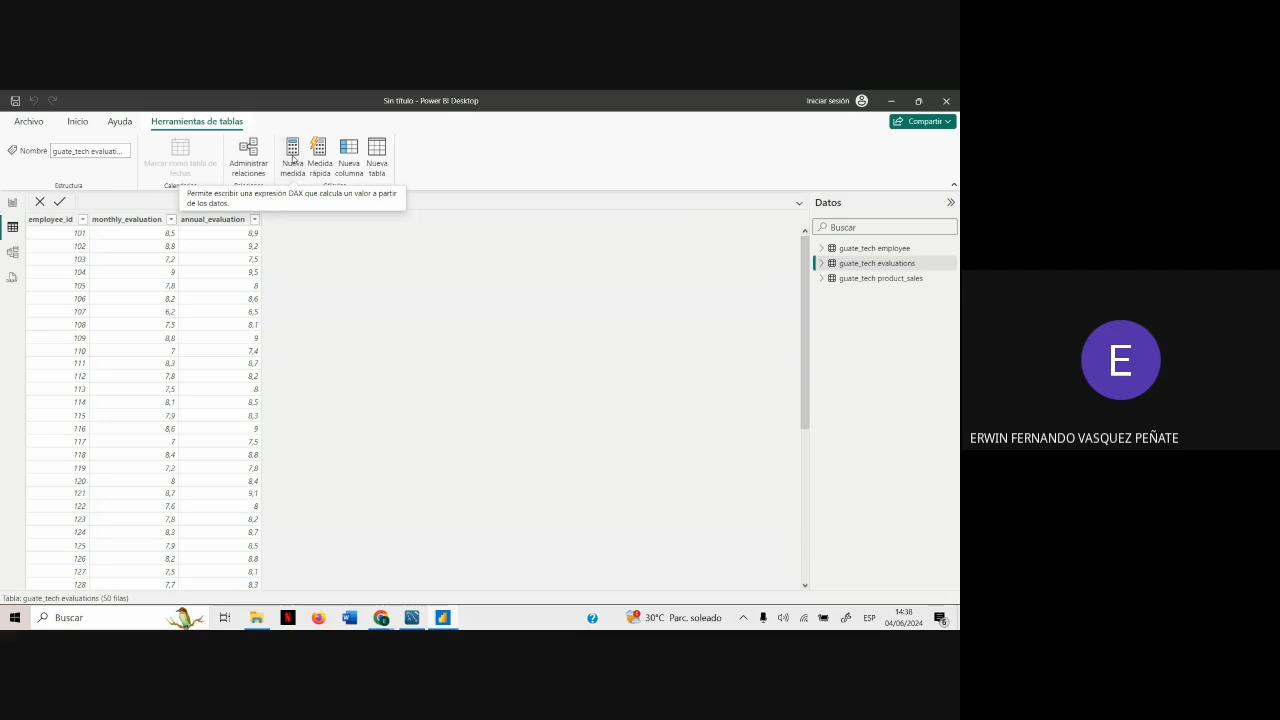 Sin título - Power BI Desktop
Iniciar sesión
Archivo Inicio Ayuda Herramientas de tablas
Compartir
Nombre guate_tech evaluati...
Marcar como tabla de fechas
Administrar relaciones
Nueva medida
Medida rápida
Nueva columna
Nueva tabla
Estructura
Permite escribir una expresión DAX que calcula un valor a partir
de los datos.
employee_id monthly_evaluation annual_evaluation
101 8,5 8,9
102 8,8 9,2
103 7,2 7,5
104 9 9,5
105 7,8 8
106 8,2 8,6
107 6,2 6,5
108 7,5 8,1
109 8,8 9
110 7 7,4
111 8,3 8,7
112 7,8 8,2
113 7,5 8
114 8,1 8,5
115 7,9 8,3
116 8,6 9
117 7 7,5
118 8,4 8,8
119 7,2 7,8
120 8 8,4
121 8,7 9,1
122 7,6 8
123 7,8 8,2
124 8,3 8,7
125 7,9 8,5
126 8,2 8,8
127 7,5 8,1
128 7,7 8,3
Datos
Buscar
guate_tech employee
guate_tech evaluations
guate_tech product_sales
Tabla: guate_tech evaluations (50 filas)
Buscar
30°C Parc. soleado
ESP
14:38
04/06/2024
6
E
ERWIN FERNANDO VASQUEZ PEÑATE